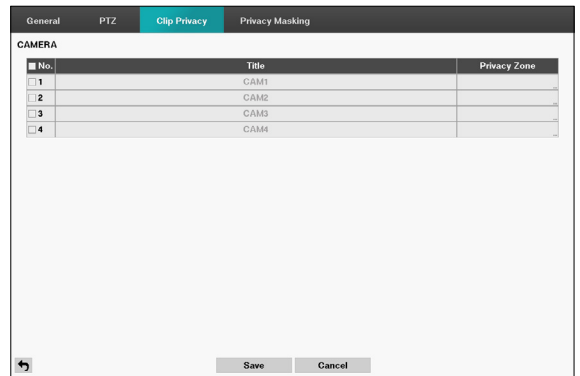 General PTZ Clip Privacy Privacy Masking
CAMERA
No. Title Privacy Zone
1 CAM1 ...
2 CAM2 ...
3 CAM3 ...
4 CAM4 ...
Save Cancel